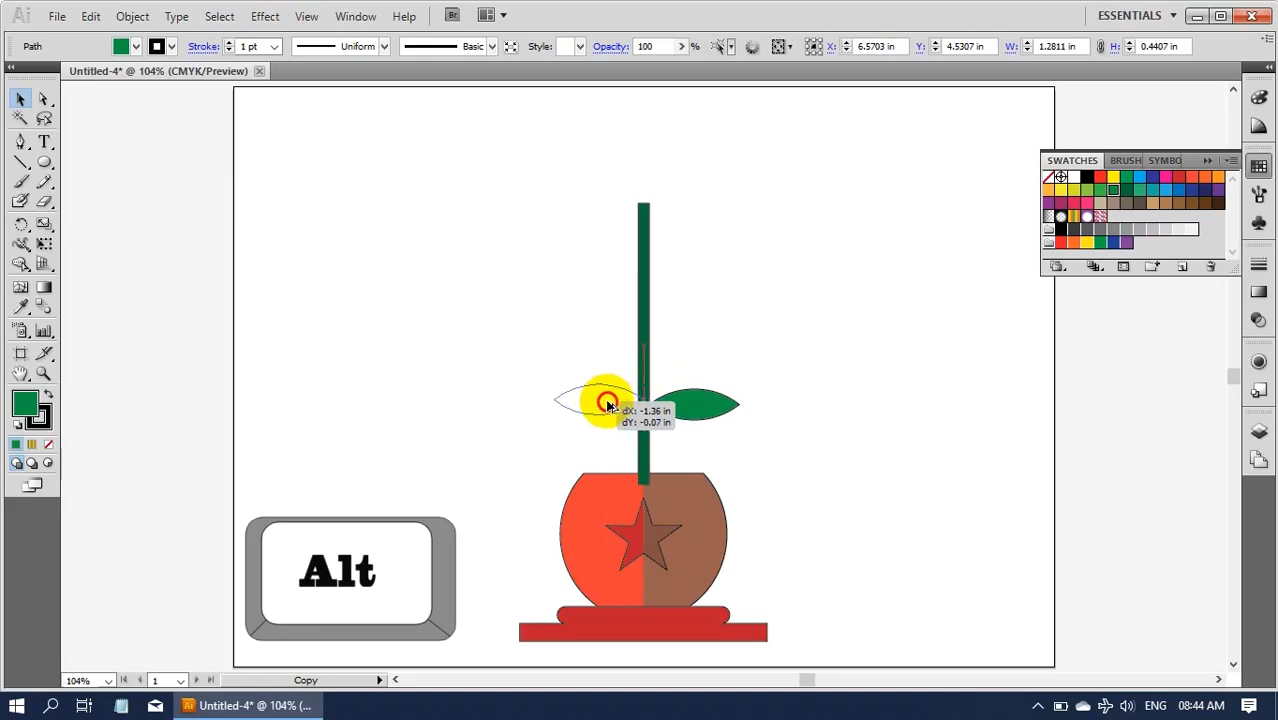 Ai File Edit Object Type Select Effect View Window Help Br ESSENTIALS
Path Stroke: 1 pt Uniform Basic Style: Opacity: 100 % X: 6.5703 in Y: 4.5307 in W: 1.2811 in H: 0.4407 in
Untitled-4* @ 104% (CMYK/Preview)
SWATCHES BRUSH SYMBO
dX: -1.36 in
dY: -0.07 in
Alt
104% 1 Copy
Untitled-4* @ 104% (... ENG 08:44 AM